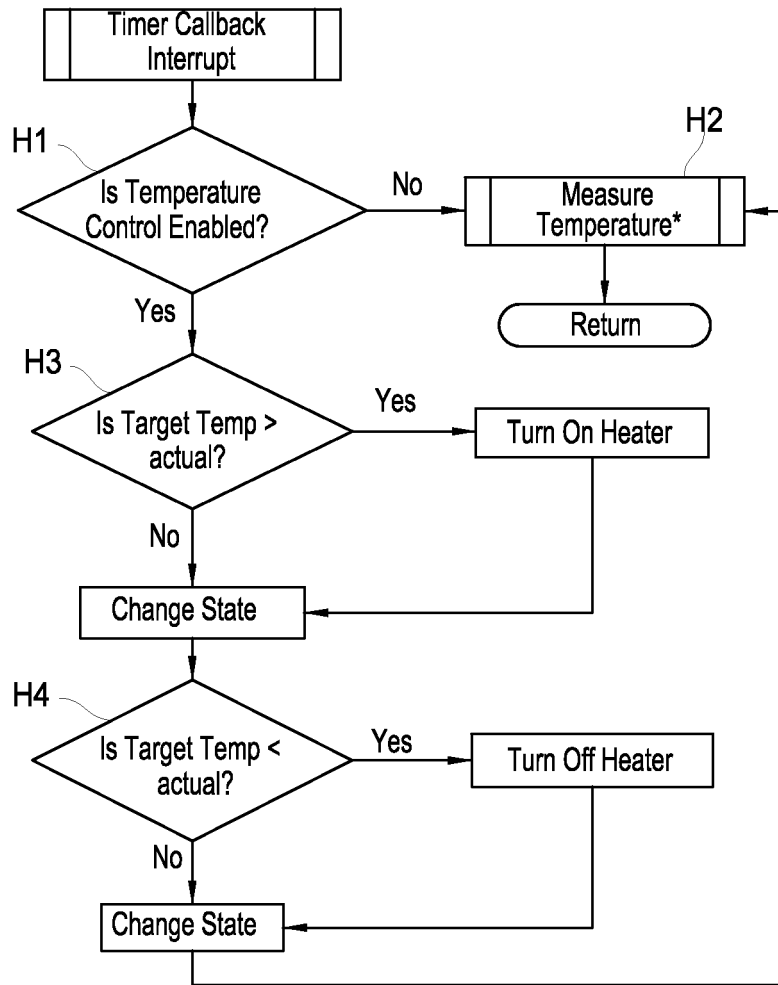 Timer Callback
Interrupt
H1
H2
Is Temperature
Control Enabled?
No
Measure
Temperature*
Yes
Return
H3
Is Target Temp >
actual?
Yes
Turn On Heater
No
Change State
H4
Is Target Temp <
actual?
Yes
Turn Off Heater
No
Change State